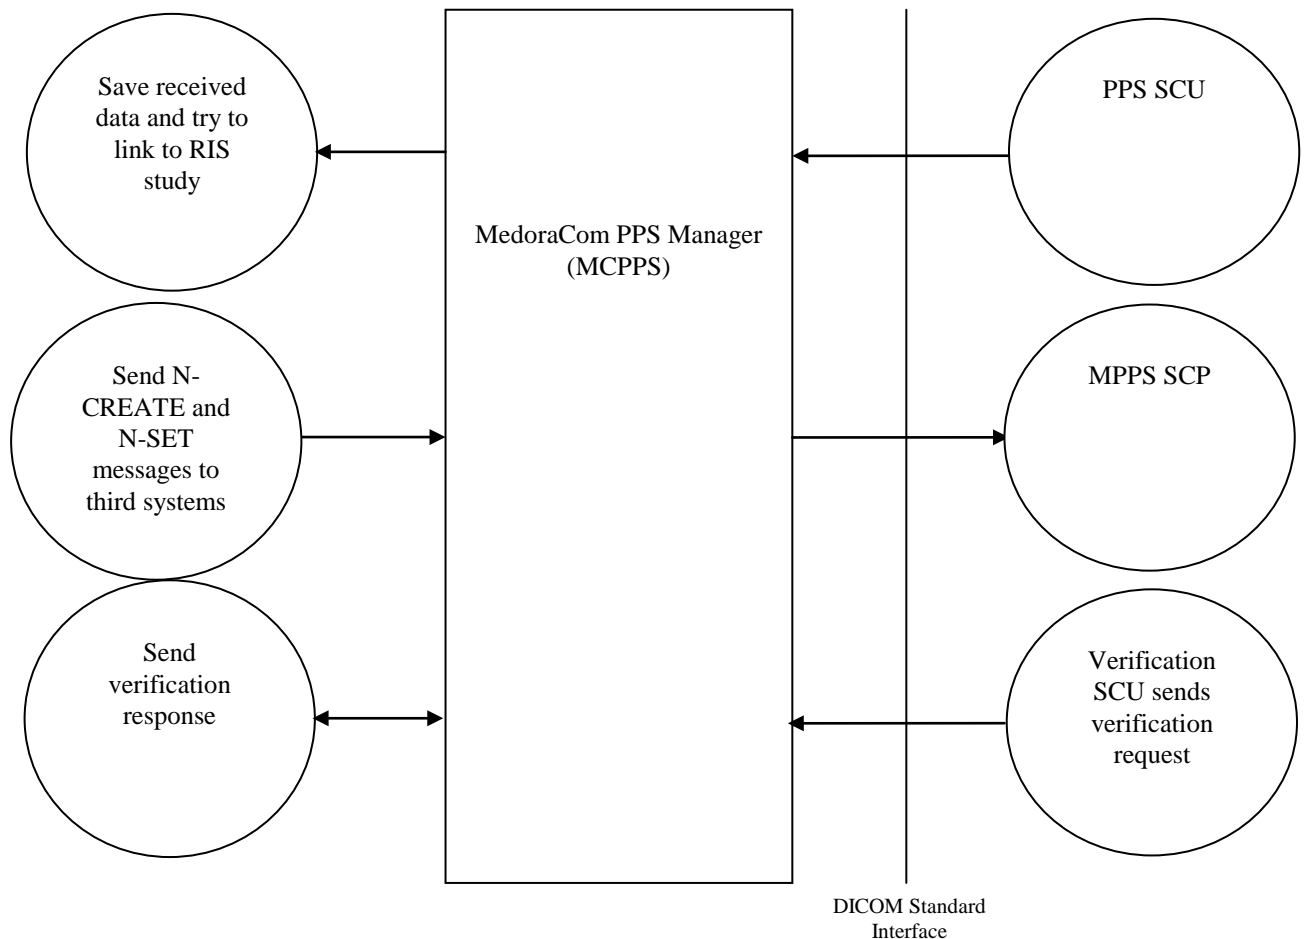 Save received
data and try to
link to RIS
study
PPS SCU
MedoraCom PPS Manager
(MCPPS)
Send N-
CREATE and
N-SET
messages to
third systems
MPPS SCP
Send
verification
response
Verification
SCU sends
verification
request
DICOM Standard
Interface